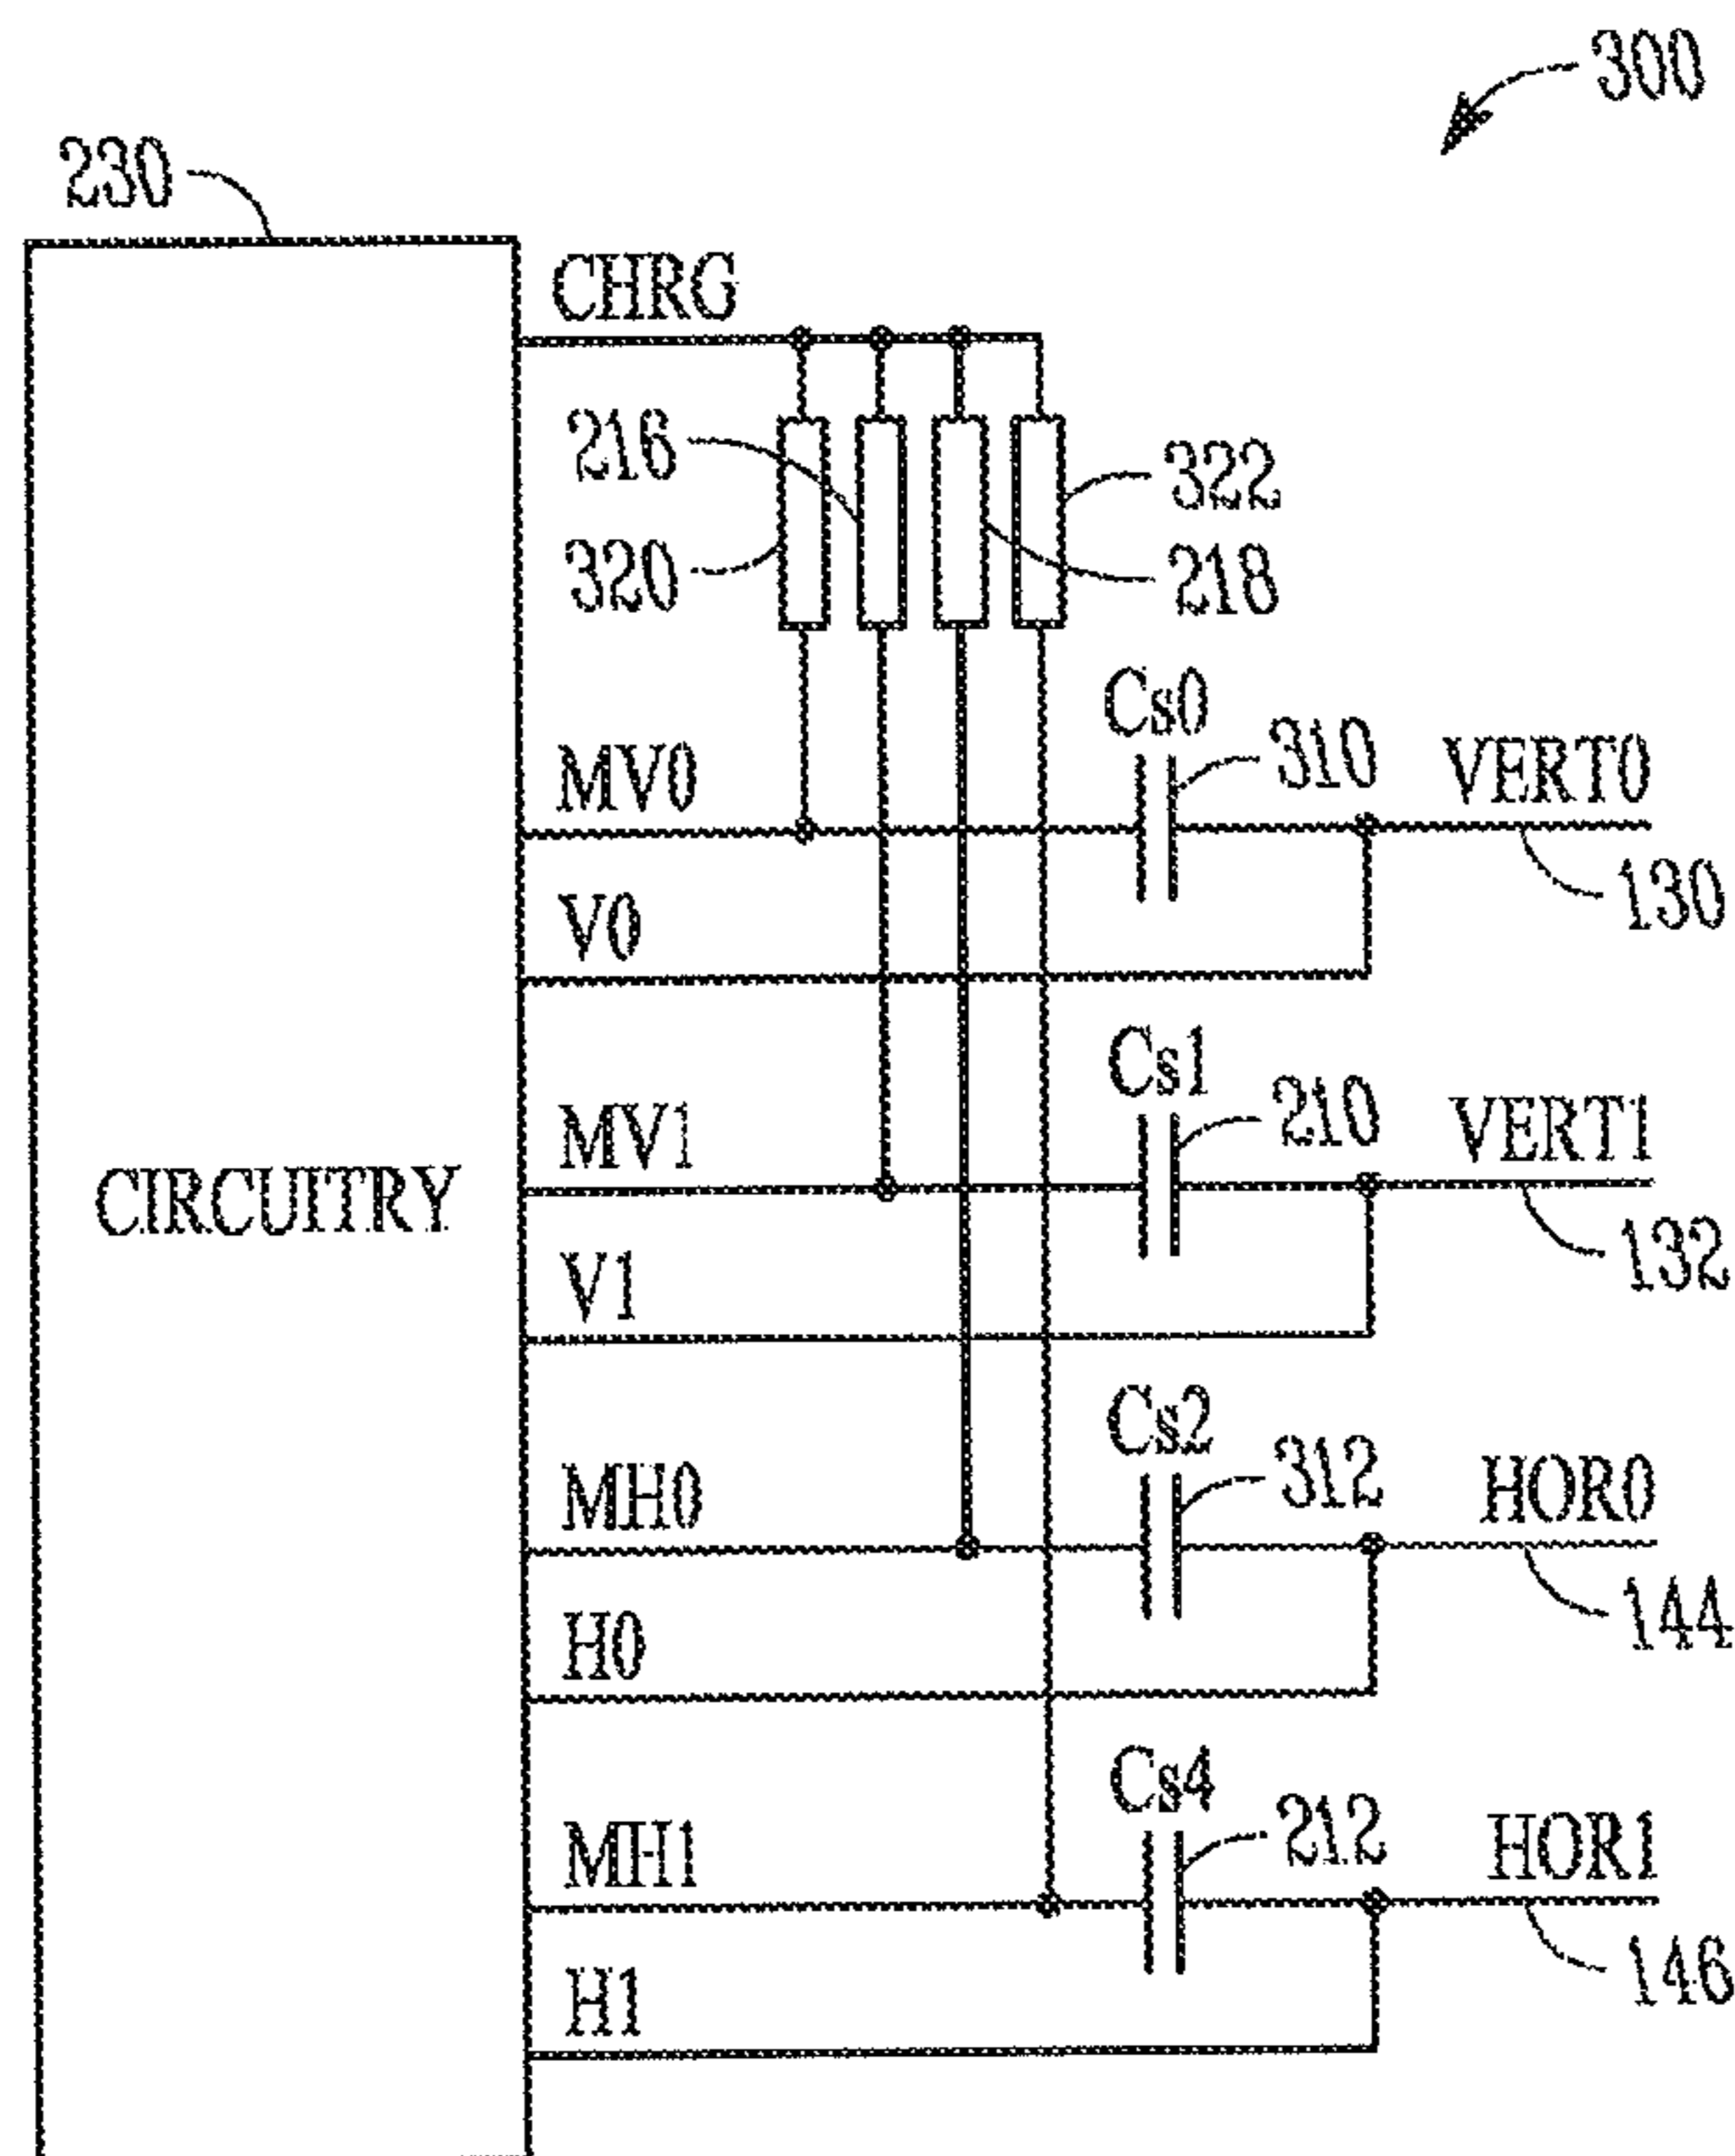 300
230
CHRG
216
322
320
218
Cs0
MV0
310
VERT0
130
V0
Cs1
MV1
210
VERT1
CIRCUITRY
132
V1
Cs2
MH0
312
HOR0
144
H0
Cs4
MH1
212
HOR1
146
H1